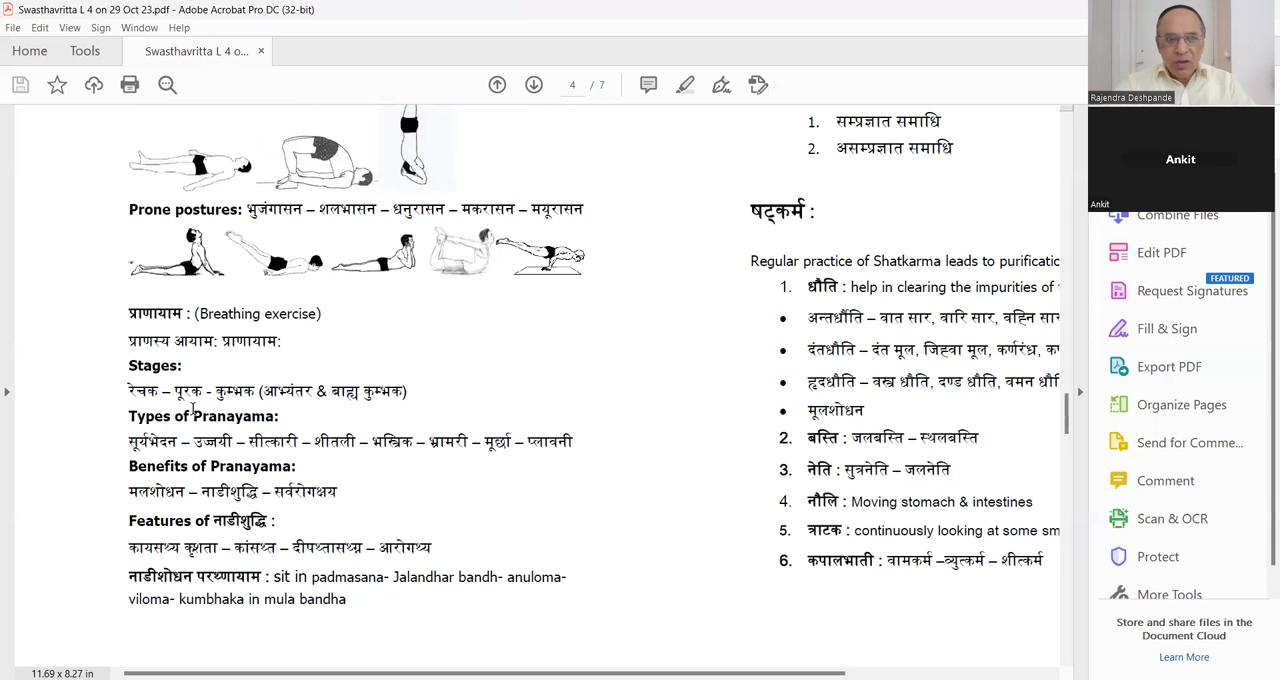 Swasthavritta L 4 on 29 Oct 23.pdf - Adobe Acrobat Pro DC (32-bit)
File Edit View Sign Window Help
Home Tools Swasthavritta L 4 o... ×
4 / 7
Prone postures: भुजंगासन – शलभासन – धनुरासन – मकरासन – मयूरासन
प्राणायाम : (Breathing exercise)
प्राणस्य आयाम: प्राणायाम:
Stages:
रेचक – पूरक - कुम्भक (आभ्यंतर & बाह्य कुम्भक)
Types of Pranayama:
सूर्यभेदन – उज्जयी – सीत्कारी – शीतली – भस्त्रिक – भ्रामरी – मूर्छा – प्लावनी
Benefits of Pranayama:
मलशोधन – नाडीशुद्धि – सर्वरोगक्षय
Features of नाडीशुद्धि :
कायसथ्य कृशता – कांसथ्त – दीपथ्तासथ्ग्र – आरोगथ्य
नाडीशोधन परथ्णायाम : sit in padmasana- Jalandhar bandh- anuloma-
viloma- kumbhaka in mula bandha
1. सम्प्रज्ञात समाधि
2. असम्प्रज्ञात समाधि
षट्कर्म :
Regular practice of Shatkarma leads to purificatio
1. धौति : help in clearing the impurities of
• अन्तर्धौति – वात सार, वारि सार, वह्नि सार
• दंतधौति – दंत मूल, जिह्वा मूल, कर्णरंध्र,
• हृदधौति – वस्त्र धौति, दण्ड धौति, वमन धौति
• मूलशोधन
2. बस्ति : जलबस्ति – स्थलबस्ति
3. नेति : सुत्रनेति – जलनेति
4. नौलि : Moving stomach & intestines
5. त्राटक : continuously looking at some sm
6. कपालभाती : वामकर्म –व्युत्कर्म – शीत्कर्म
11.69 x 8.27 in
Rajendra Deshpande
Ankit
Ankit
Combine Files
Edit PDF
FEATURED
Request Signatures
Fill & Sign
Export PDF
Organize Pages
Send for Comme...
Comment
Scan & OCR
Protect
More Tools
Store and share files in the
Document Cloud
Learn More